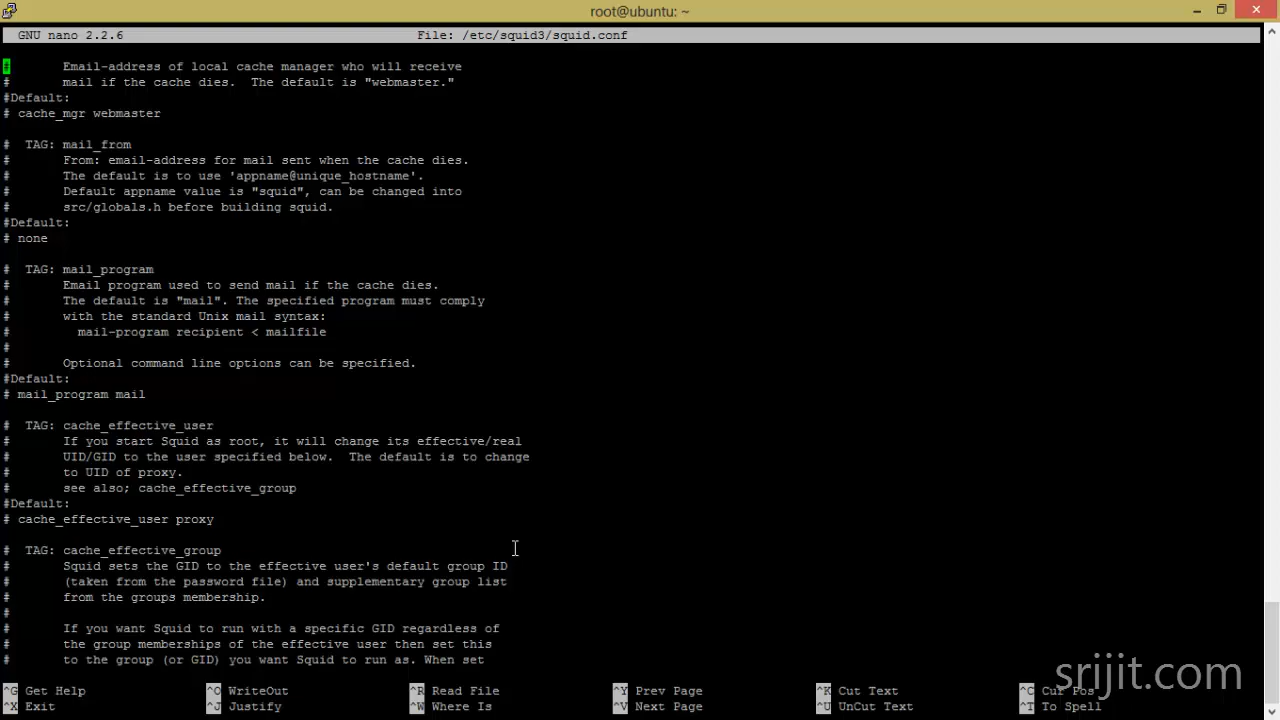 root@ubuntu: ~
GNU nano 2.2.6 File: /etc/squid3/squid.conf
# Email-address of local cache manager who will receive
# mail if the cache dies. The default is "webmaster."
#Default:
# cache_mgr webmaster
# TAG: mail_from
# From: email-address for mail sent when the cache dies.
# The default is to use 'appname@unique_hostname'.
# Default appname value is "squid", can be changed into
# src/globals.h before building squid.
#Default:
# none
# TAG: mail_program
# Email program used to send mail if the cache dies.
# The default is "mail". The specified program must comply
# with the standard Unix mail syntax:
# mail-program recipient < mailfile
#
# Optional command line options can be specified.
#Default:
# mail_program mail
# TAG: cache_effective_user
# If you start Squid as root, it will change its effective/real
# UID/GID to the user specified below. The default is to change
# to UID of proxy.
# see also; cache_effective_group
#Default:
# cache_effective_user proxy
# TAG: cache_effective_group
# Squid sets the GID to the effective user's default group ID
# (taken from the password file) and supplementary group list
# from the groups membership.
#
# If you want Squid to run with a specific GID regardless of
# the group memberships of the effective user then set this
# to the group (or GID) you want Squid to run as. When set
^G Get Help ^O WriteOut ^R Read File ^Y Prev Page ^K Cut Text ^C Cur Pos
^X Exit ^J Justify ^W Where Is ^V Next Page ^U UnCut Text ^T To Spell
srijit.com